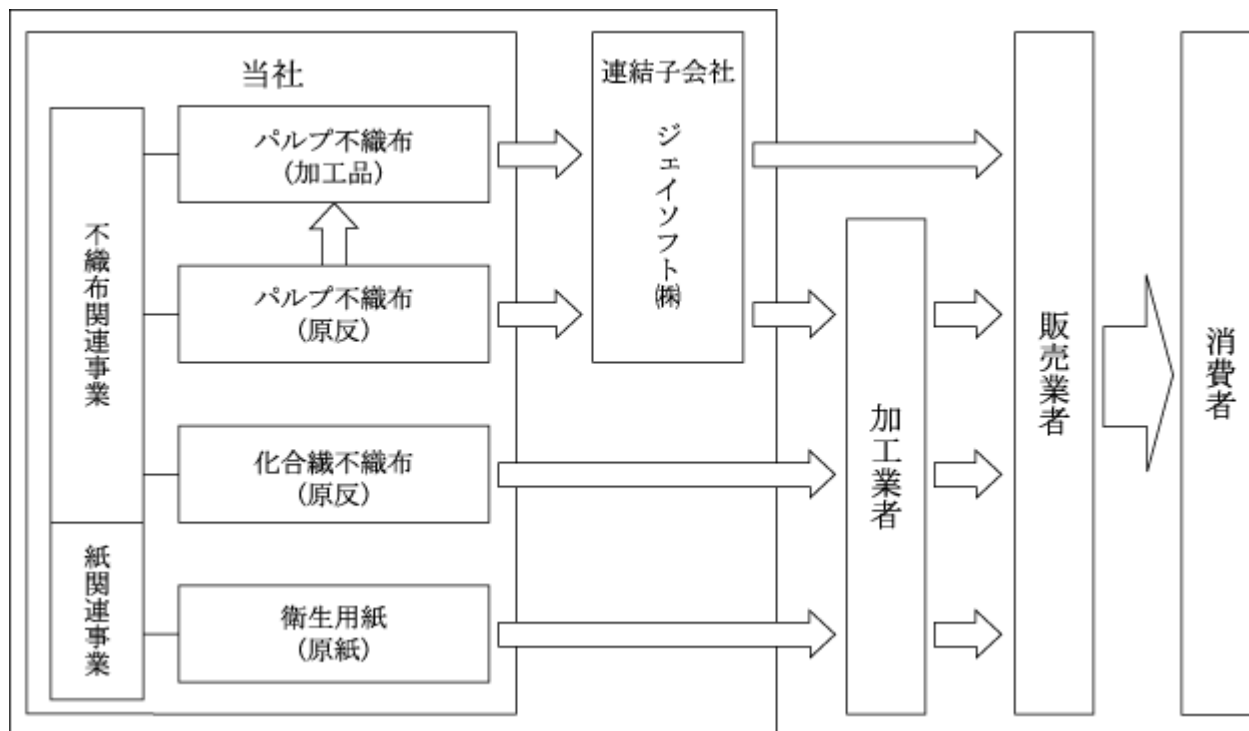 当社
不織布関連事業
パルプ不織布
(加工品)
パルプ不織布
(原反)
化合繊不織布
(原反)
紙関連事業
衛生用紙
(原紙)
連結子会社
ジェイソフト㈱
加工業者
販売業者
消費者